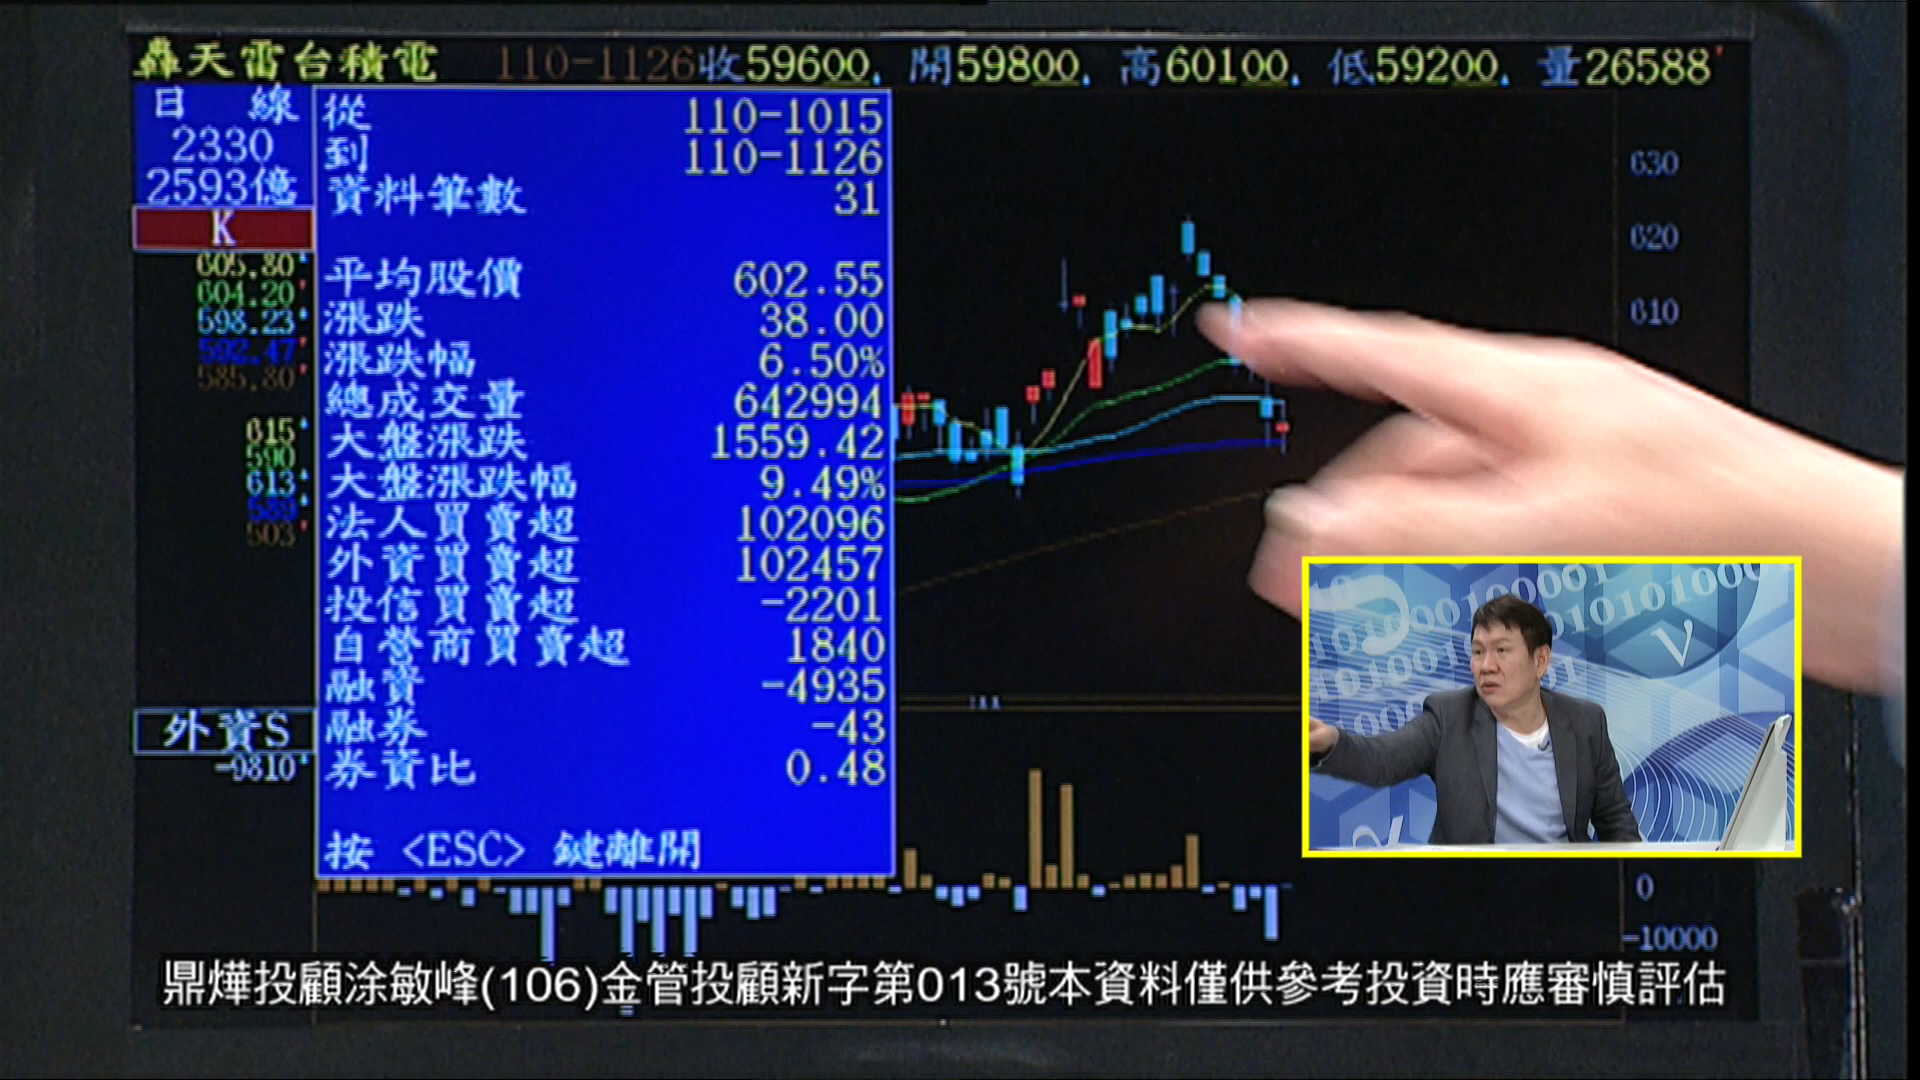 轟天雷台積電 110-1126收59600 開59800 高60100 低59200 量26588
日 線
2330
2593億
K
605.80
604.20
598.23
592.47
585.80
615
590
613
589
503
從 110-1015
到 110-1126
資料筆數 31
平均股價 602.55
漲跌 38.00
漲跌幅 6.50%
總成交量 642994
大盤漲跌 1559.42
大盤漲跌幅 9.49%
法人買賣超 102096
外資買賣超 102457
投信買賣超 -2201
自營商買賣超 1840
融資 -4935
融券 -43
券資比 0.48
按 <ESC> 鍵離開
630
620
610
外資S
-9810
0
-10000
鼎燁投顧涂敏峰(106)金管投顧新字第013號本資料僅供參考投資時應審慎評估